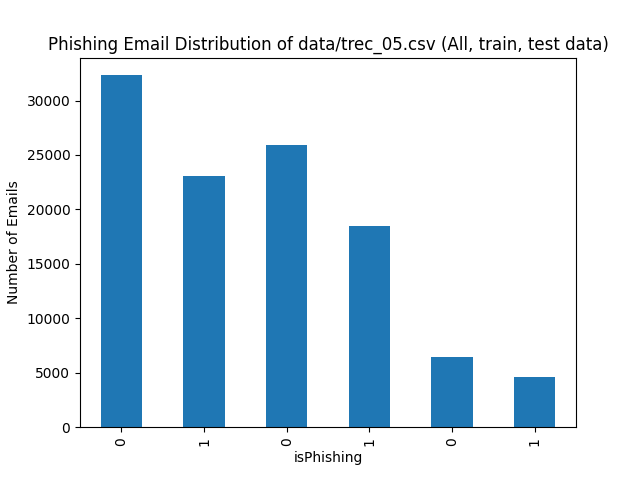 Phishing Email Distribution of data/trec_05.csv (All, train, test data)
Number of Emails
30000
25000
20000
15000
10000
5000
0
0 1 0 1 0 1
isPhishing